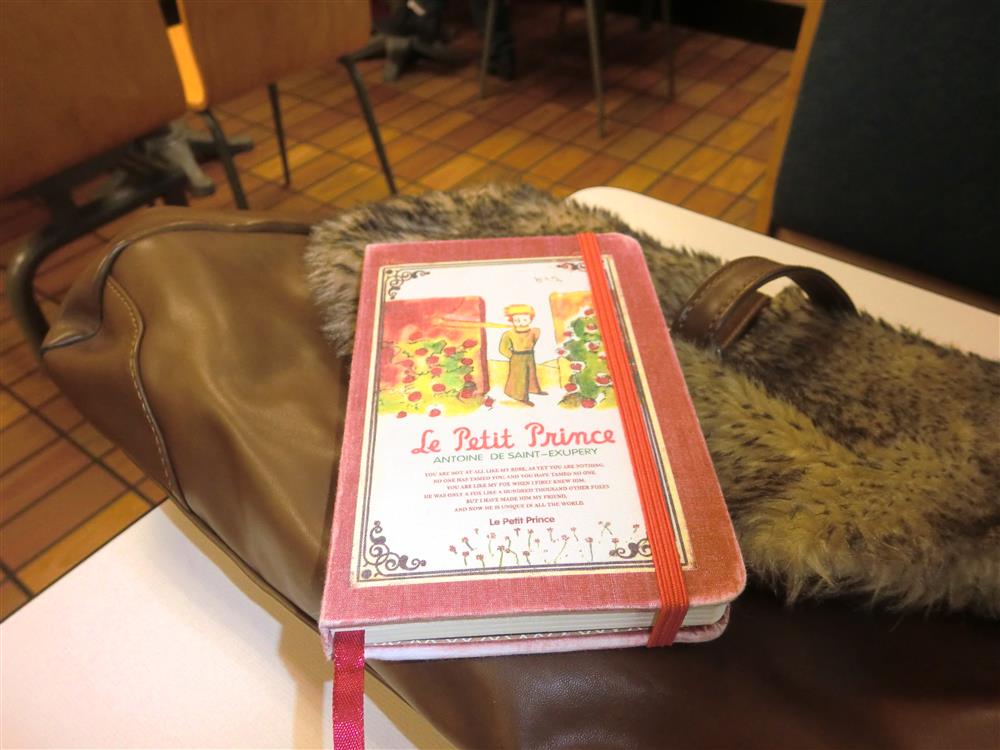 Le Petit Prince
ANTOINE DE SAINT-EXUPERY
YOU ARE NOT AT ALL LIKE MY ROSE, AS YET YOU ARE NOTHING.
NO ONE HAS TAMED YOU, AND YOU HAVE TAMED NO ONE.
YOU ARE LIKE MY FOX WHEN I FIRST KNEW HIM.
HE WAS ONLY A FOX LIKE A HUNDRED THOUSAND OTHER FOXES
BUT I HAVE MADE HIM MY FRIEND,
AND NOW HE IS UNIQUE IN ALL THE WORLD.
Le Petit Prince